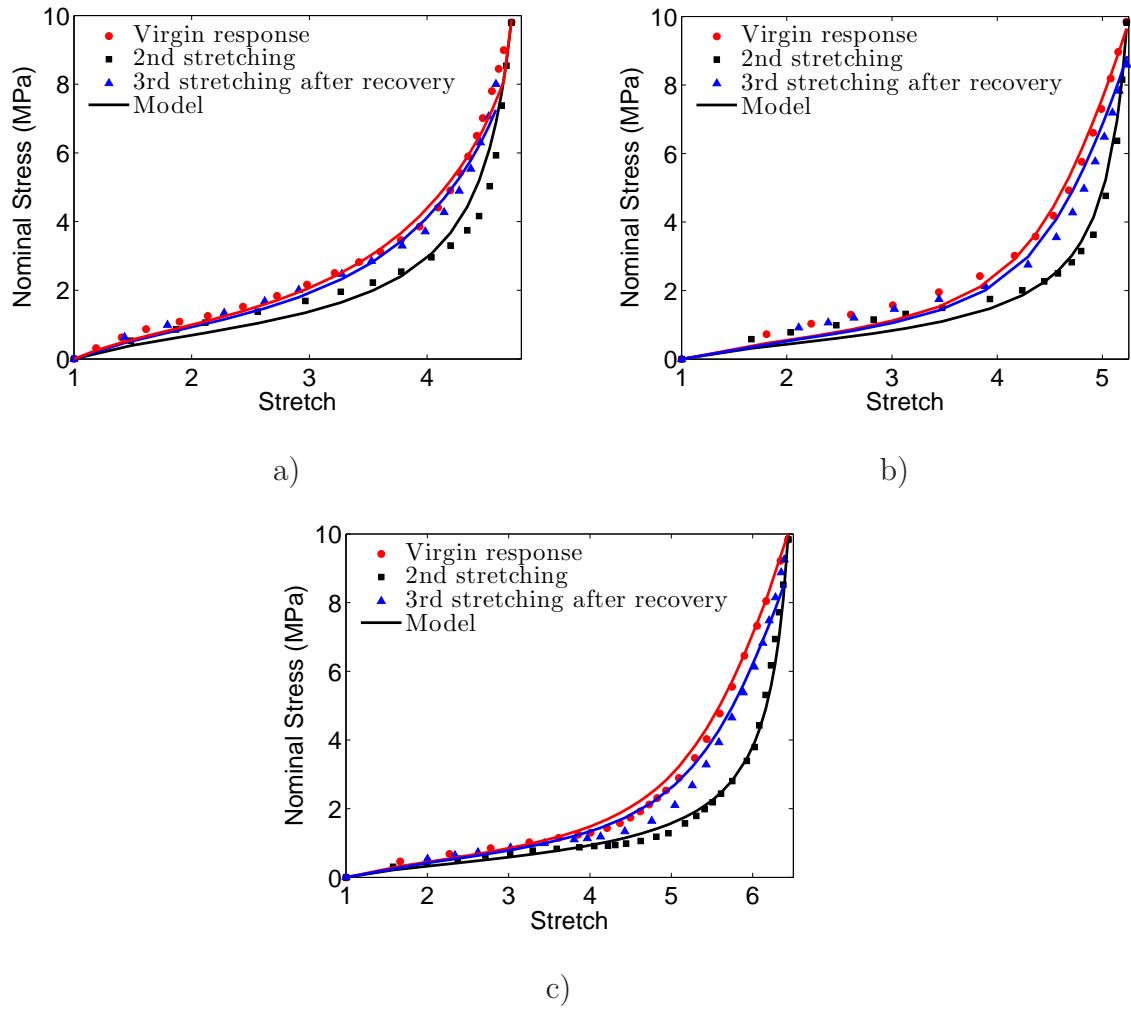 10
8
6
4
2
0
Nominal Stress (MPa)
Virgin response
2nd stretching
3rd stretching after recovery
Model
1 2 3 4
Stretch
a)
10
8
6
4
2
0
Nominal Stress (MPa)
Virgin response
2nd stretching
3rd stretching after recovery
Model
1 2 3 4 5
Stretch
b)
10
8
6
4
2
0
Nominal Stress (MPa)
Virgin response
2nd stretching
3rd stretching after recovery
Model
1 2 3 4 5 6
Stretch
c)